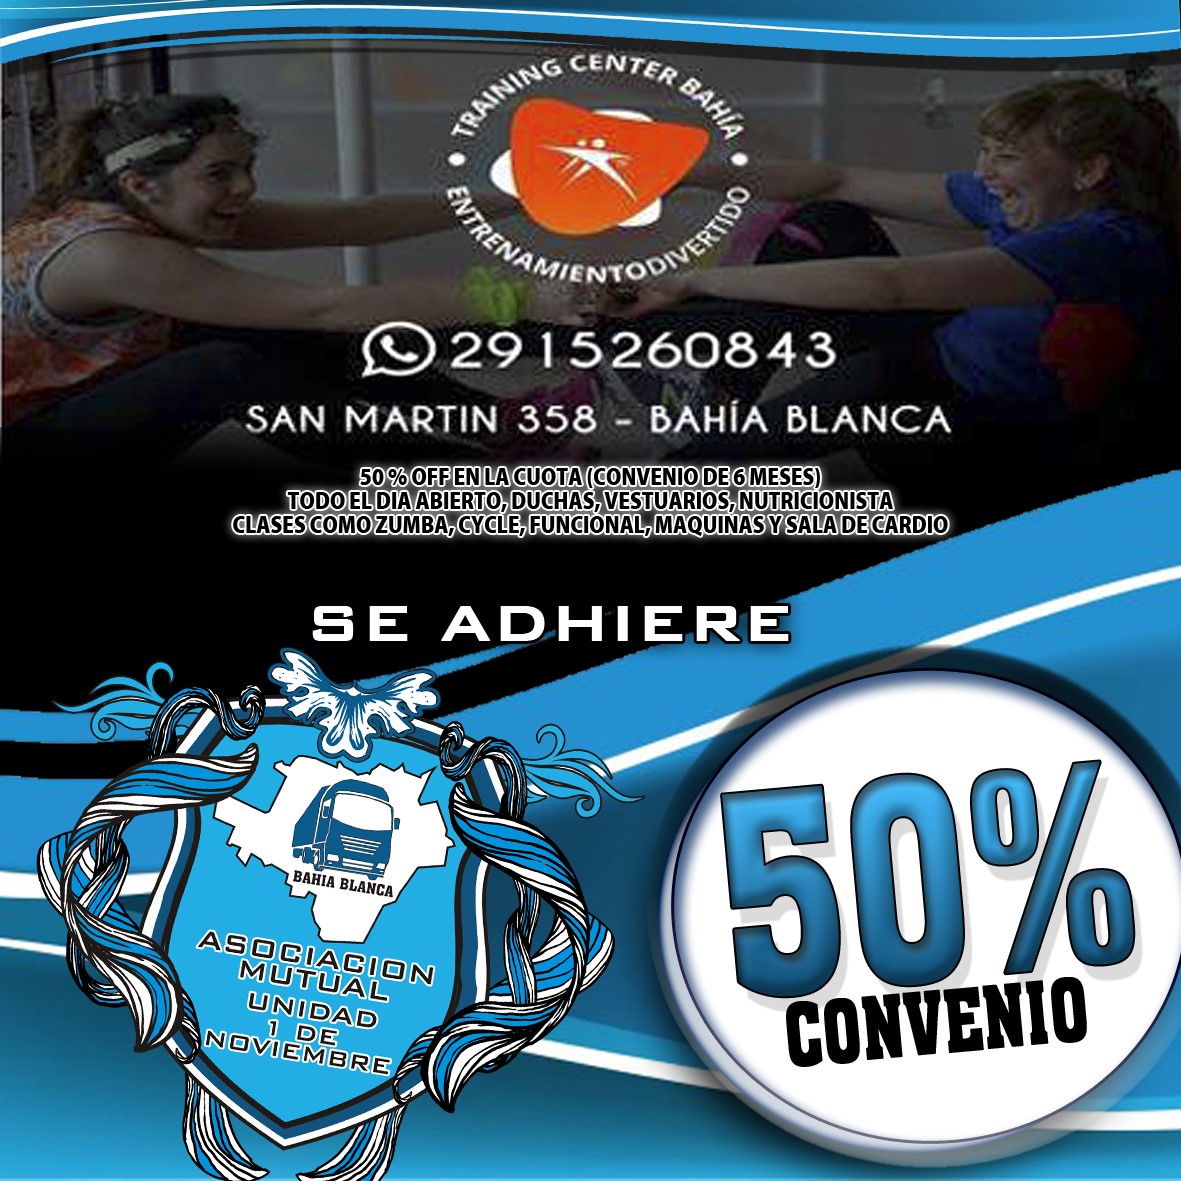 TRAINING CENTER BAHÍA
ENTRENAMIENTODIVERTIDO
2915260843
SAN MARTIN 358 - BAHÍA BLANCA
50 % OFF EN LA CUOTA (CONVENIO DE 6 MESES)
TODO EL DIA ABIERTO, DUCHAS, VESTUARIOS, NUTRICIONISTA
CLASES COMO ZUMBA, CYCLE, FUNCIONAL, MAQUINAS Y SALA DE CARDIO
SE ADHIERE
BAHIA BLANCA
ASOCIACION
MUTUAL
UNIDAD
1 DE
NOVIEMBRE
50%
CONVENIO